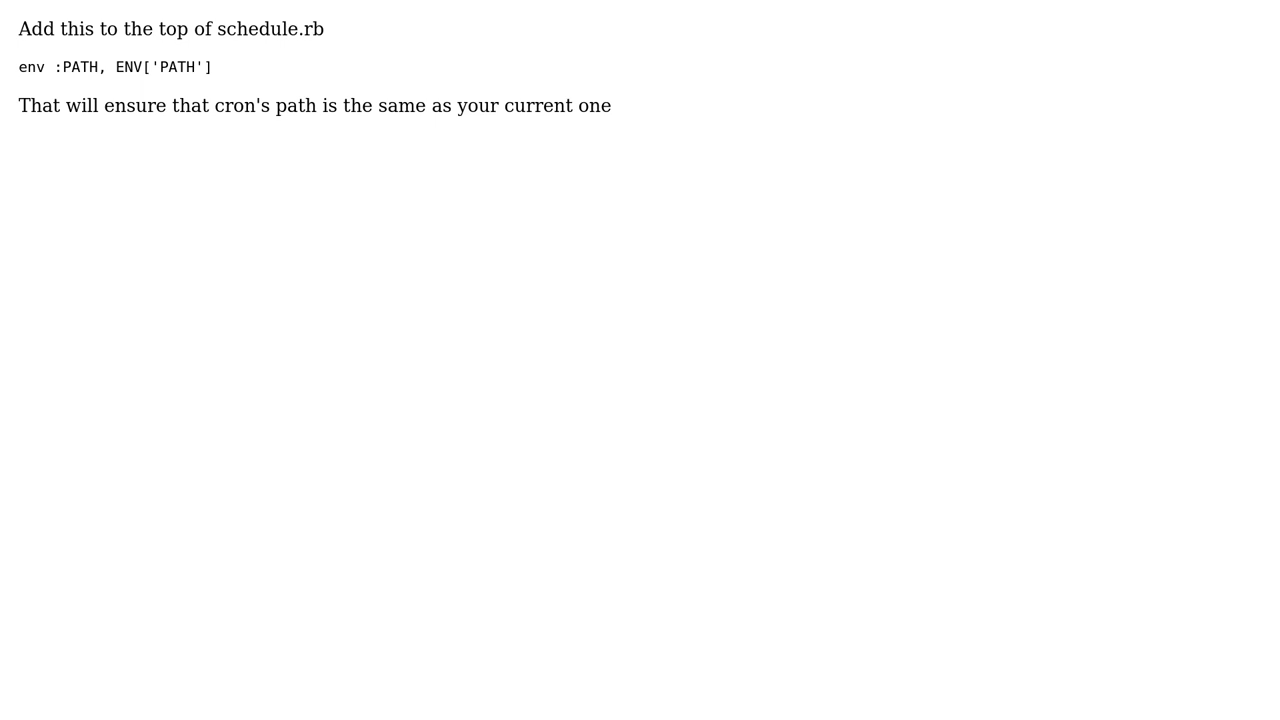 Add this to the top of schedule.rb
env :PATH, ENV['PATH']
That will ensure that cron's path is the same as your current one